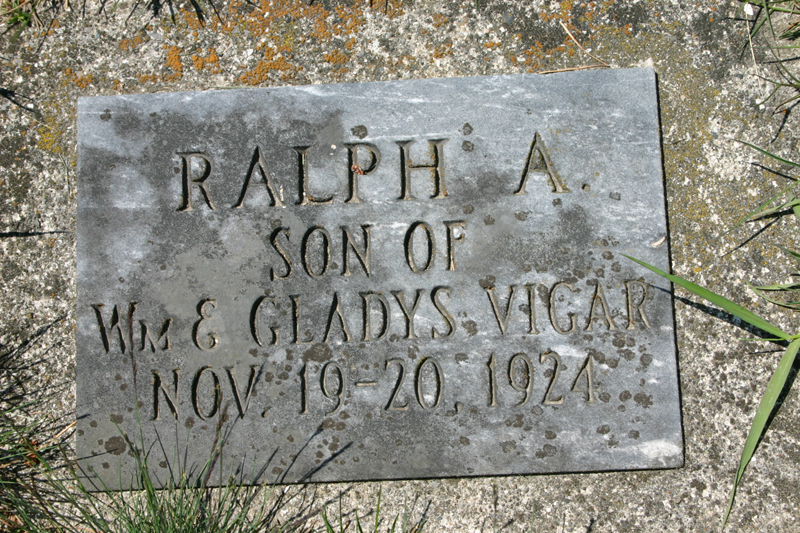 RALPH A.
SON OF
WM & GLADYS VIGAR
NOV. 19-20, 1924